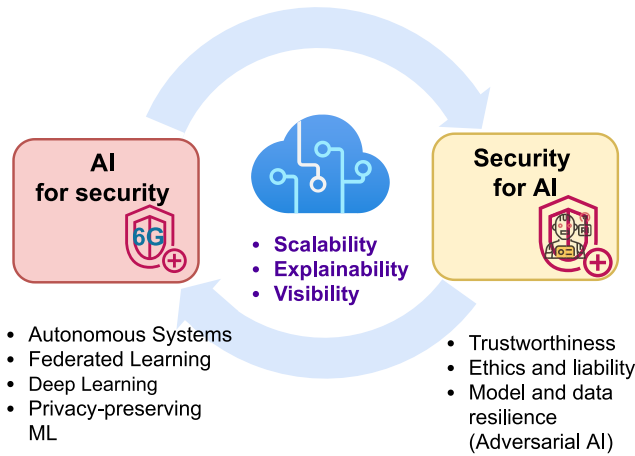 AI
for security
6G
Security
for AI
• Scalability
• Explainability
• Visibility
• Autonomous Systems
• Federated Learning
• Deep Learning
• Privacy-preserving
ML
• Trustworthiness
• Ethics and liability
• Model and data
resilience
(Adversarial AI)